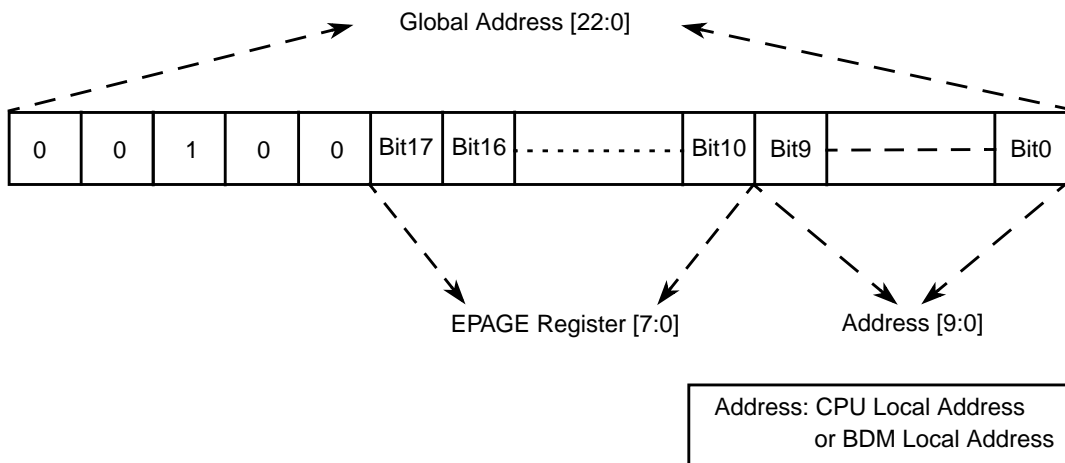 Global Address [22:0]
0 0 1 0 0 Bit17 Bit16 Bit10 Bit9 Bit0
EPAGE Register [7:0] Address [9:0]
Address: CPU Local Address
or BDM Local Address